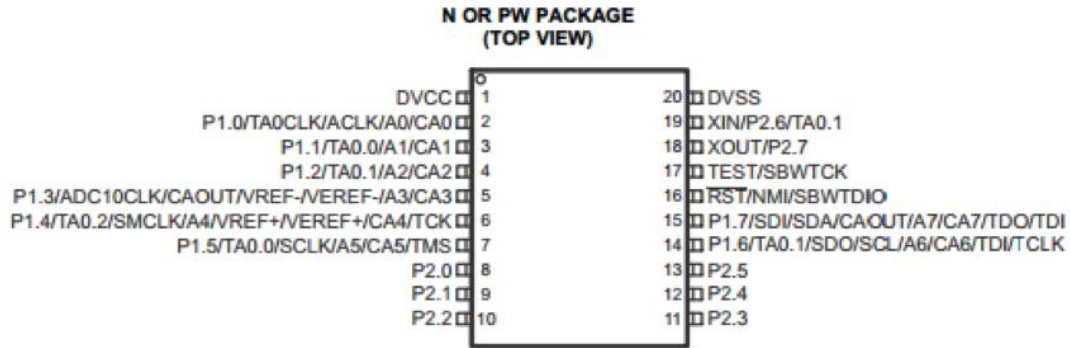 N OR PW PACKAGE
(TOP VIEW)
DVCC 1 20 DVSS
P1.0/TA0CLK/ACLK/A0/CA0 2 19 XIN/P2.6/TA0.1
P1.1/TA0.0/A1/CA1 3 18 XOUT/P2.7
P1.2/TA0.1/A2/CA2 4 17 TEST/SBWTCK
P1.3/ADC10CLK/CAOUT/VREF-/VEREF-/A3/CA3 5 16 RST/NMI/SBWTDIO
P1.4/TA0.2/SMCLK/A4/VREF+/VEREF+/CA4/TCK 6 15 P1.7/SDI/SDA/CAOUT/A7/CA7/TDO/TDI
P1.5/TA0.0/SCLK/A5/CA5/TMS 7 14 P1.6/TA0.1/SDO/SCL/A6/CA6/TDI/TCLK
P2.0 8 13 P2.5
P2.1 9 12 P2.4
P2.2 10 11 P2.3